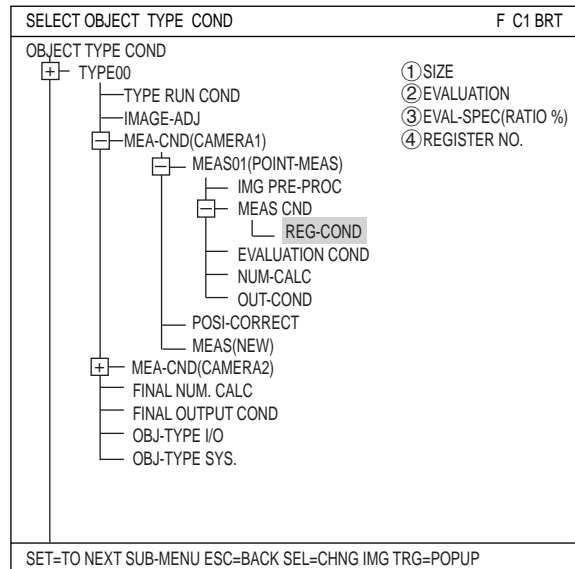 SELECT OBJECT TYPE COND F C1 BRT
OBJECT TYPE COND
TYPE00
①SIZE
TYPE RUN COND
②EVALUATION
IMAGE-ADJ
③EVAL-SPEC(RATIO %)
MEA-CND(CAMERA1)
④REGISTER NO.
MEAS01(POINT-MEAS)
IMG PRE-PROC
MEAS CND
REG-COND
EVALUATION COND
NUM-CALC
OUT-COND
POSI-CORRECT
MEAS(NEW)
MEA-CND(CAMERA2)
FINAL NUM. CALC
FINAL OUTPUT COND
OBJ-TYPE I/O
OBJ-TYPE SYS.
SET=TO NEXT SUB-MENU ESC=BACK SEL=CHNG IMG TRG=POPUP